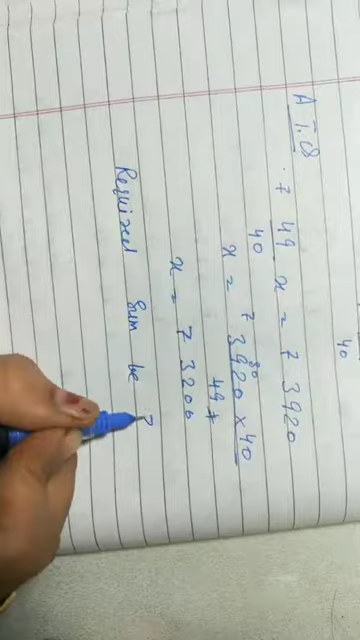 A T.Q
₹ 49 x = ₹ 3920
40
x = ₹ 3920 × 40
49
x = ₹ 3200
Required Sum be ₹
40